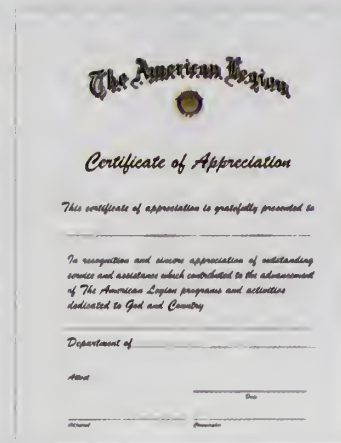 The American Legion
Certificate of Appreciation
This certificate of appreciation is gratefully presented to
In recognition and sincere appreciation of outstanding
service and assistance which contributed to the advancement
of The American Legion programs and activities
dedicated to God and Country
Department of
Attest
Date
Adjutant Commander